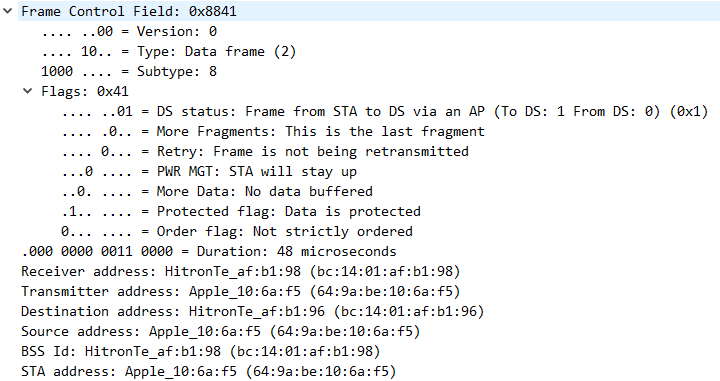 Frame Control Field: 0x8841
.... ..00 = Version: 0
.... 10.. = Type: Data frame (2)
1000 .... = Subtype: 8
Flags: 0x41
.... ..01 = DS status: Frame from STA to DS via an AP (To DS: 1 From DS: 0) (0x1)
.... .0.. = More Fragments: This is the last fragment
.... 0... = Retry: Frame is not being retransmitted
...0 .... = PWR MGT: STA will stay up
..0. .... = More Data: No data buffered
.1.. .... = Protected flag: Data is protected
0... .... = Order flag: Not strictly ordered
.000 0000 0011 0000 = Duration: 48 microseconds
Receiver address: HitronTe_af:b1:98 (bc:14:01:af:b1:98)
Transmitter address: Apple_10:6a:f5 (64:9a:be:10:6a:f5)
Destination address: HitronTe_af:b1:96 (bc:14:01:af:b1:96)
Source address: Apple_10:6a:f5 (64:9a:be:10:6a:f5)
BSS Id: HitronTe_af:b1:98 (bc:14:01:af:b1:98)
STA address: Apple_10:6a:f5 (64:9a:be:10:6a:f5)